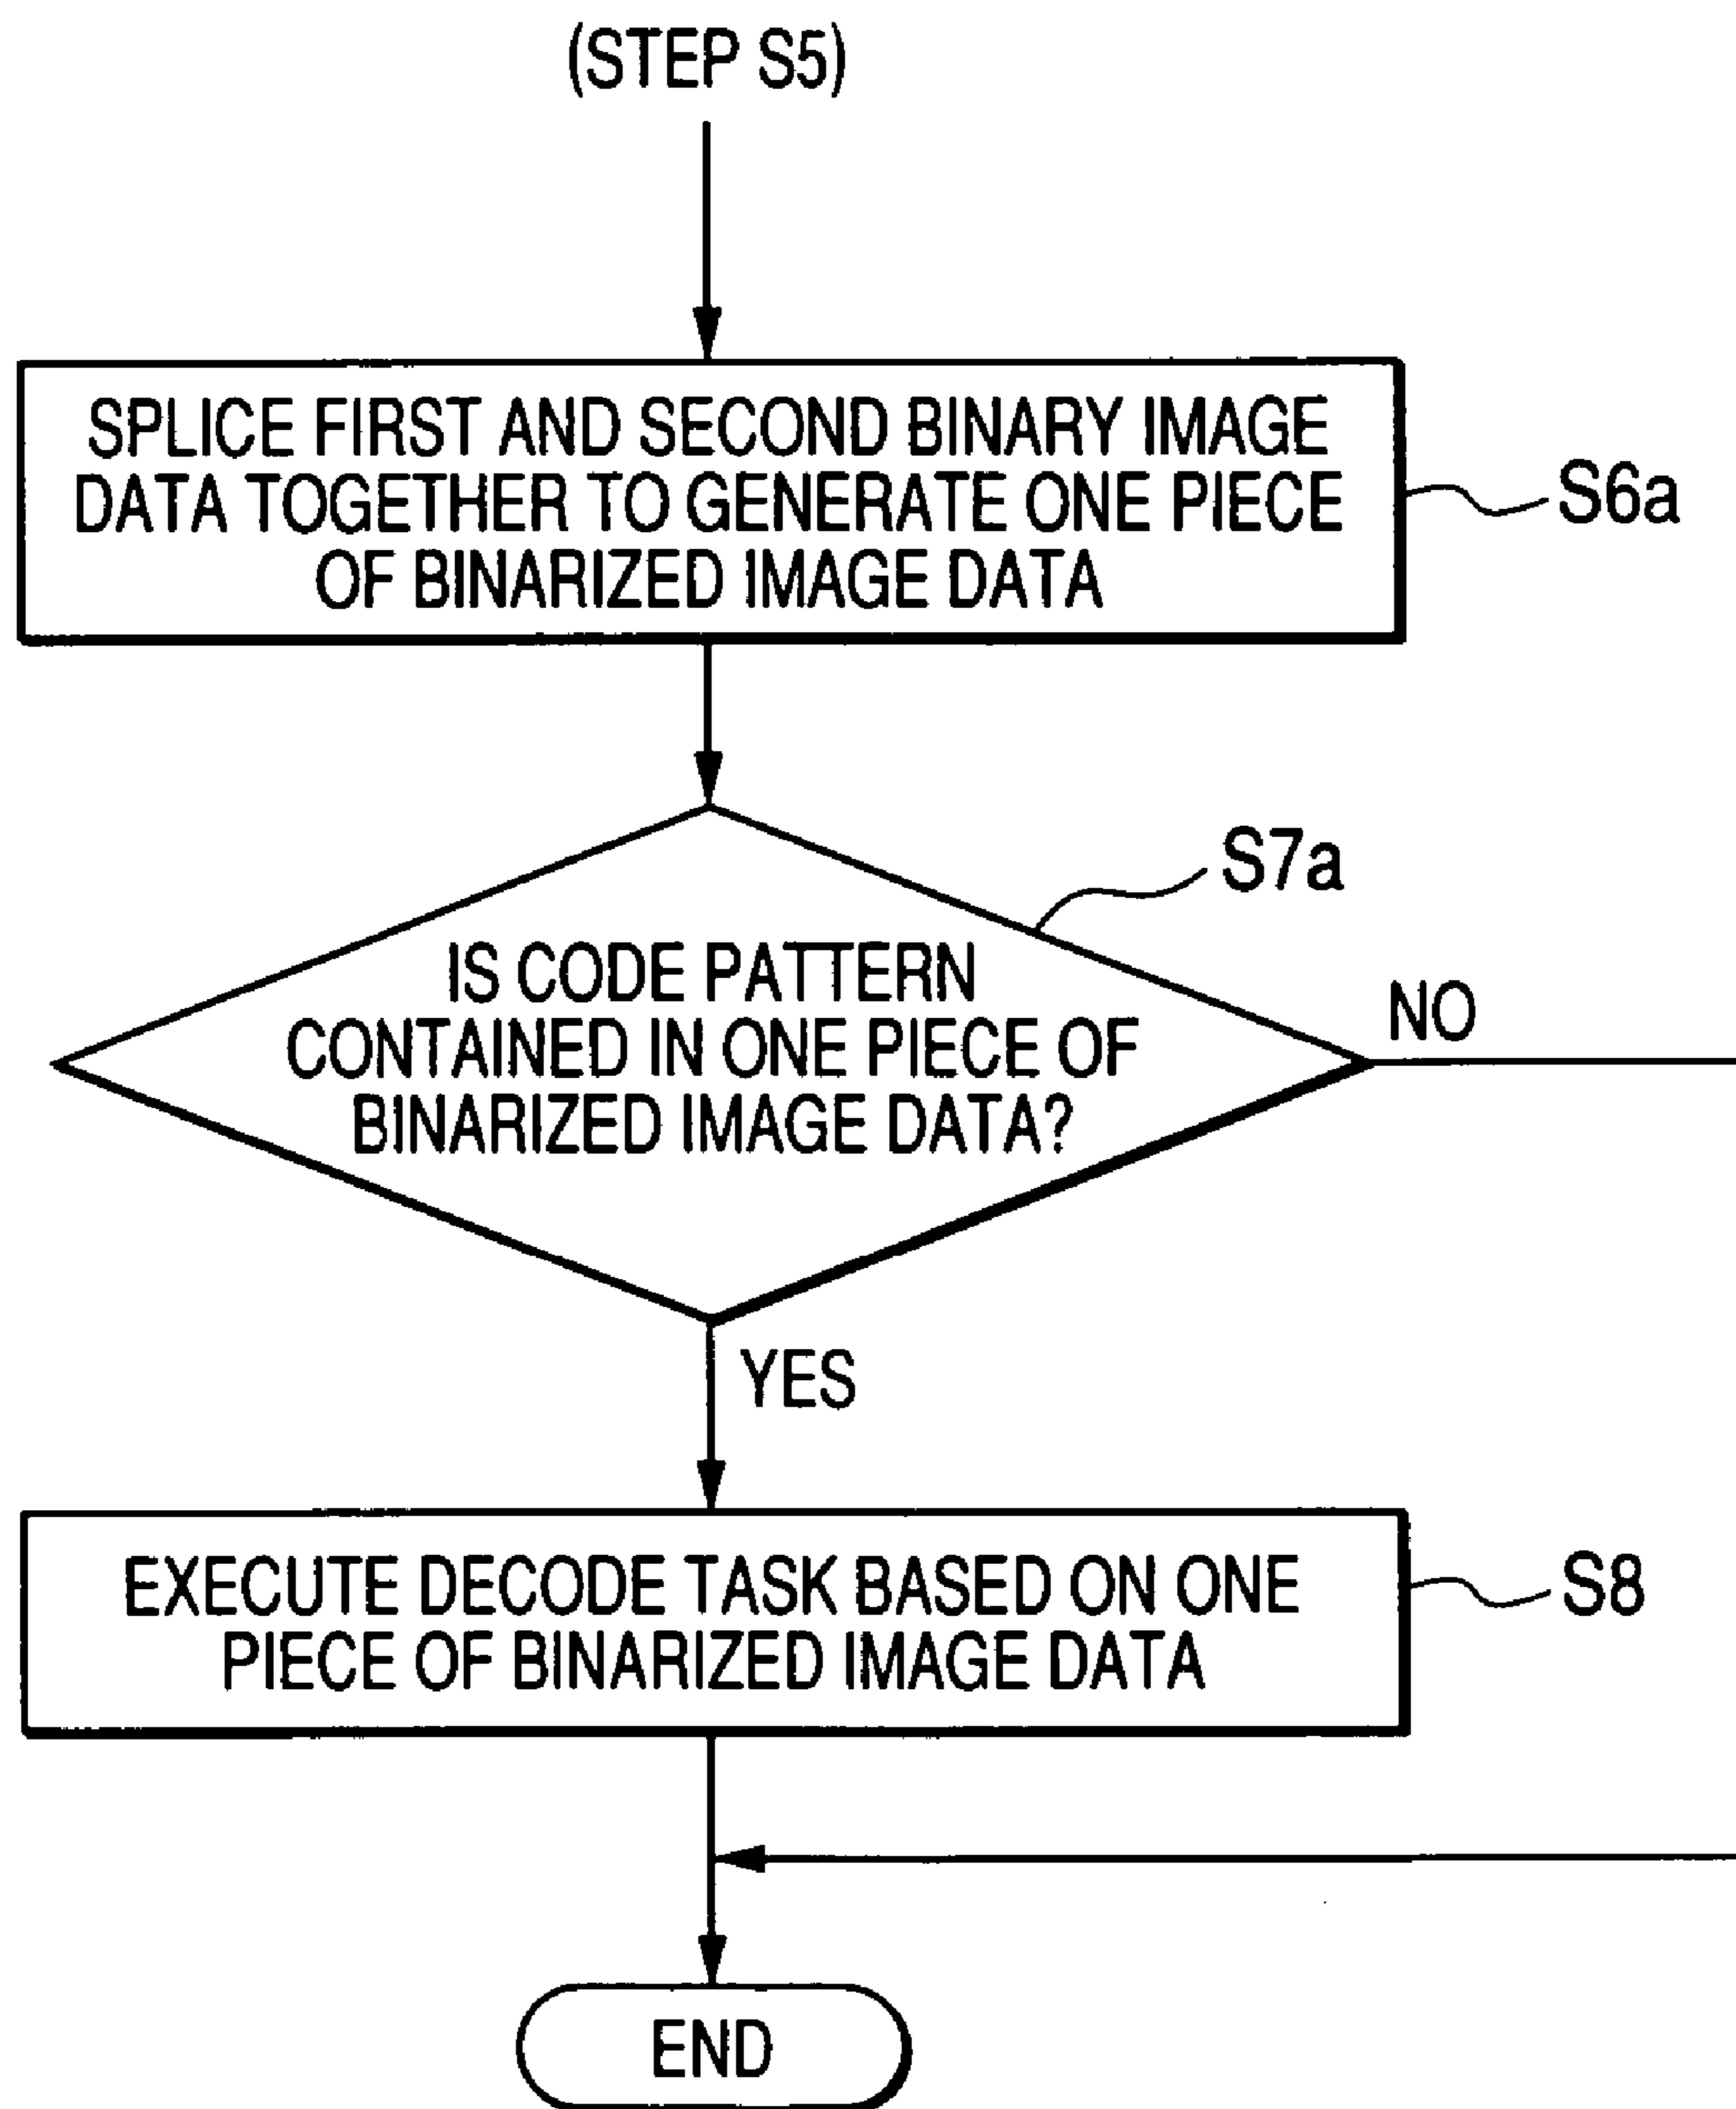 (STEP S5)
SPLICE FIRST AND SECOND BINARY IMAGE
DATA TOGETHER TO GENERATE ONE PIECE
OF BINARIZED IMAGE DATA
S6a
S7a
IS CODE PATTERN
CONTAINED IN ONE PIECE OF
BINARIZED IMAGE DATA?
NO
YES
EXECUTE DECODE TASK BASED ON ONE
PIECE OF BINARIZED IMAGE DATA
S8
END